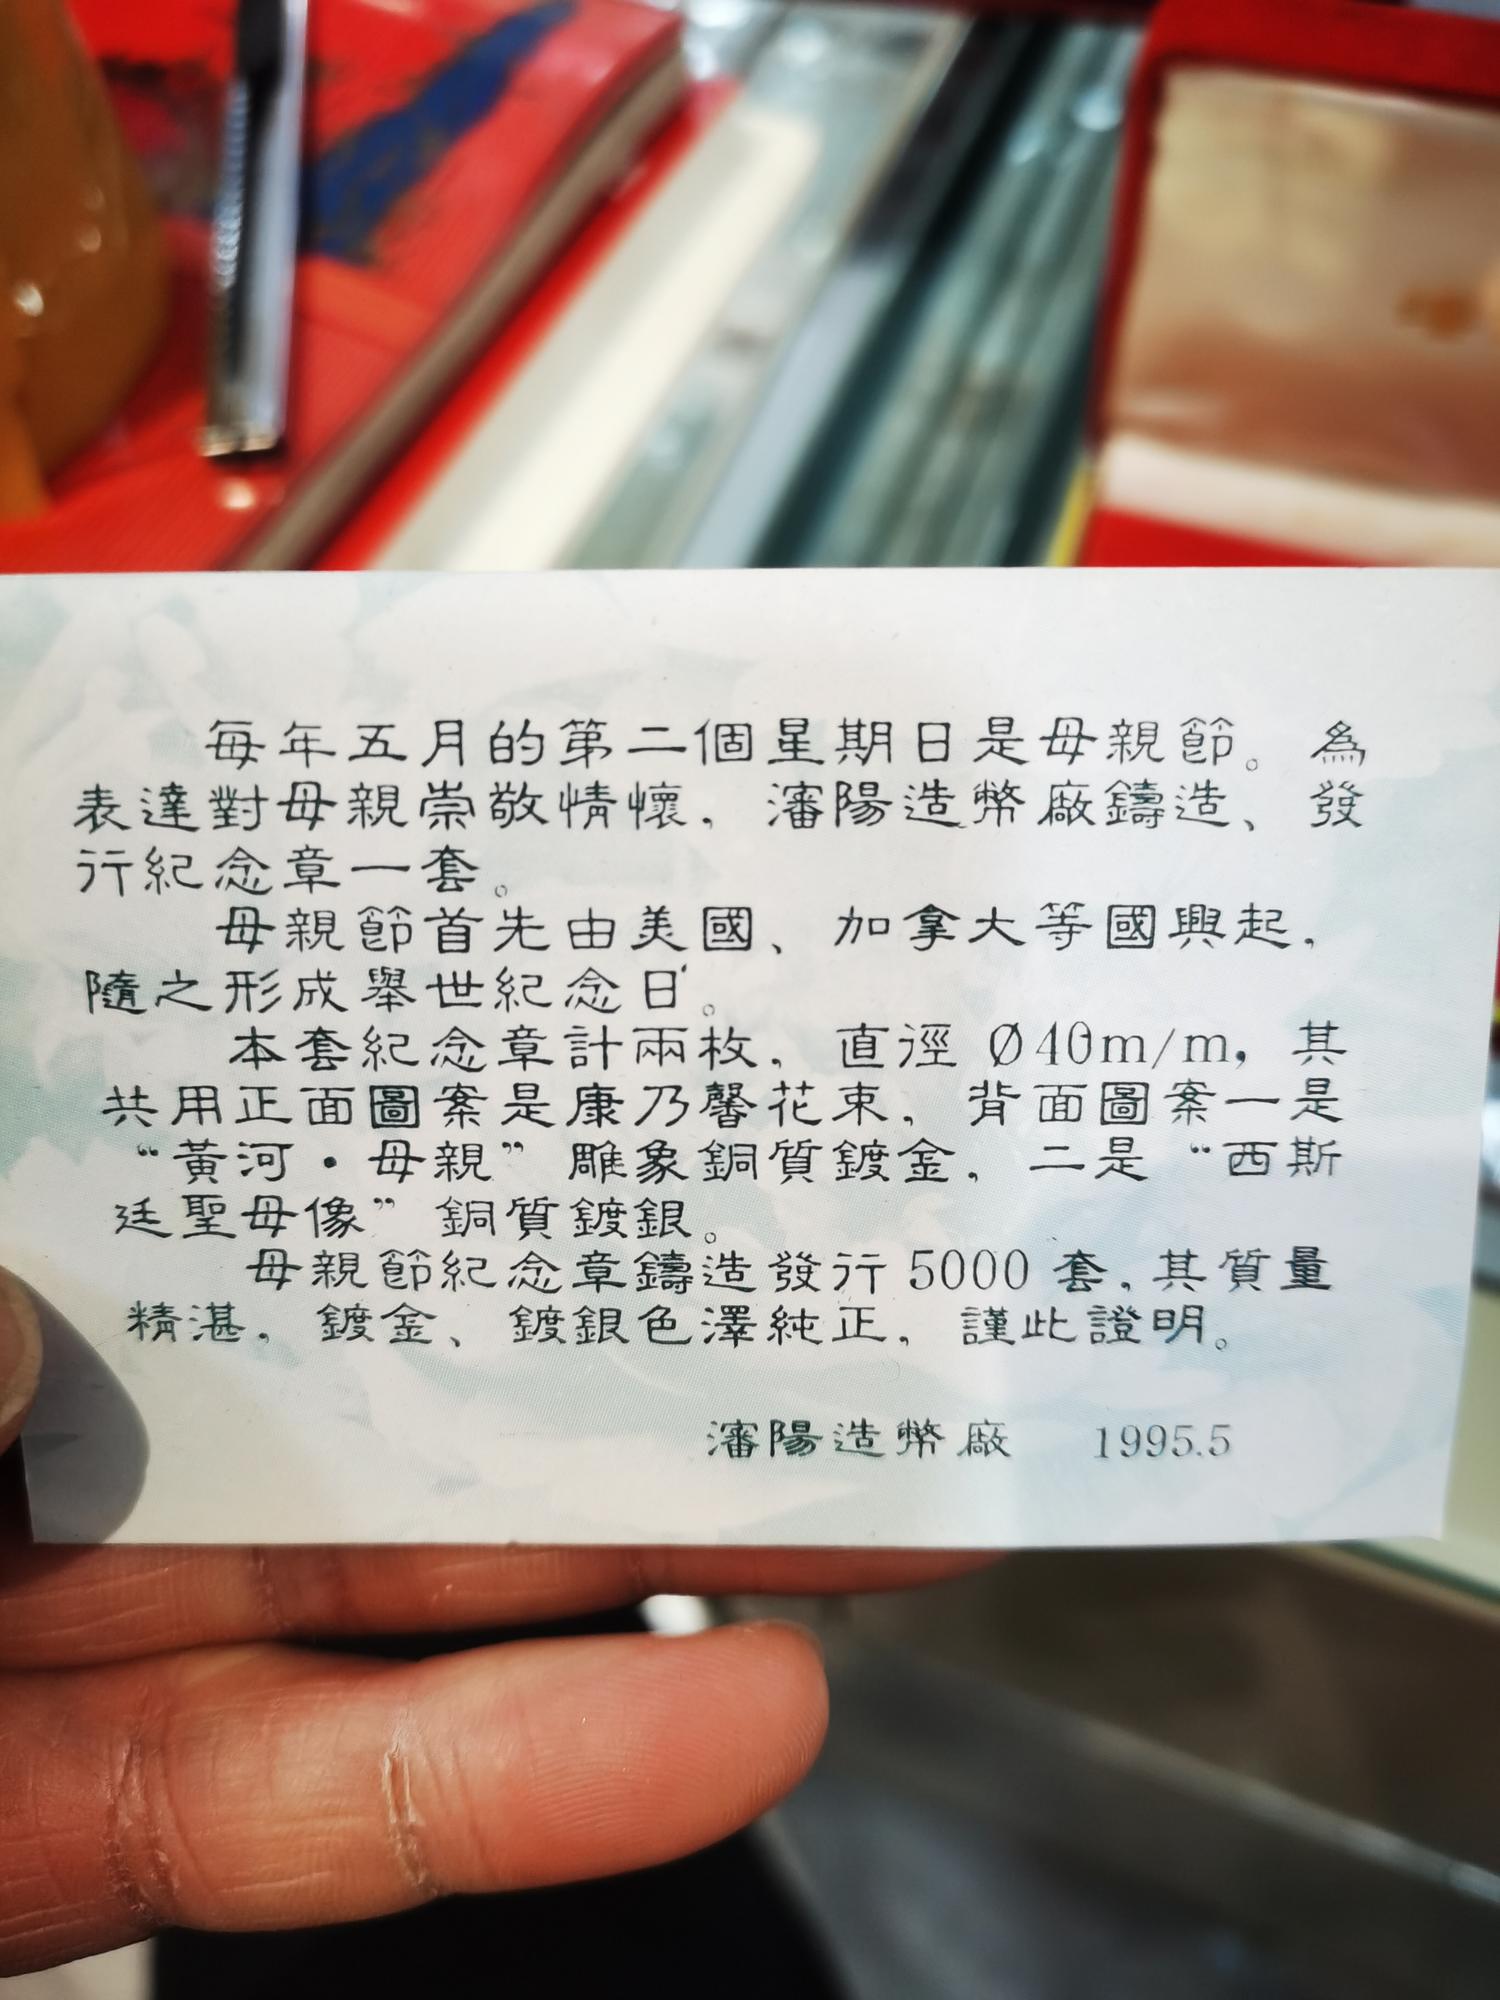 每年五月的第二個星期日是母親節。為
表達對母親崇敬情懷，瀋陽造幣廠鑄造、發
行紀念章一套。
母親節首先由美國、加拿大等國興起，
隨之形成舉世紀念日。
本套紀念章計兩枚，直徑 Ø40m/m，其
共用正面圖案是康乃馨花束，背面圖案一是
“黃河·母親”雕象銅質鍍金，二是“西斯
廷聖母像”銅質鍍銀。
母親節紀念章鑄造發行 5000 套，其質量
精湛，鍍金、鍍銀色澤純正，謹此證明。
瀋陽造幣廠 1995.5